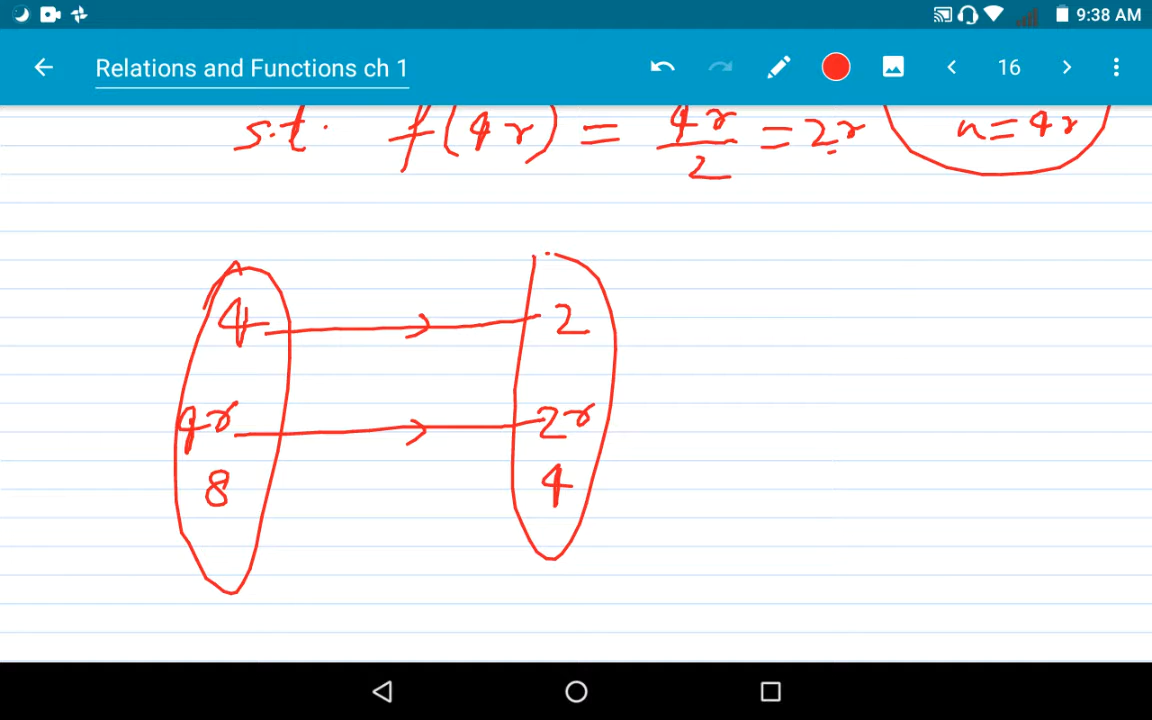 9:38 AM
Relations and Functions ch 1
16
s.t. f(4r) = 4r/2 = 2r n = 4r
4 2
4r 2r
8 4